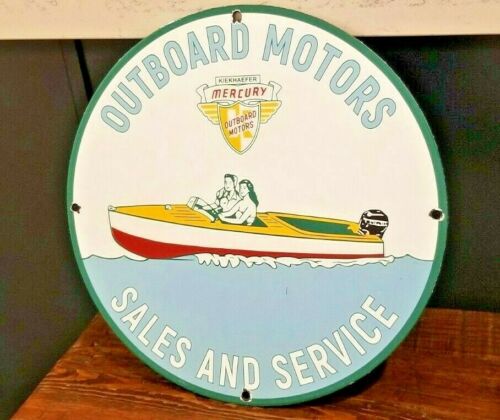 OUTBOARD MOTORS
KIEKHAEFER
MERCURY
OUTBOARD
MOTORS
SALES AND SERVICE